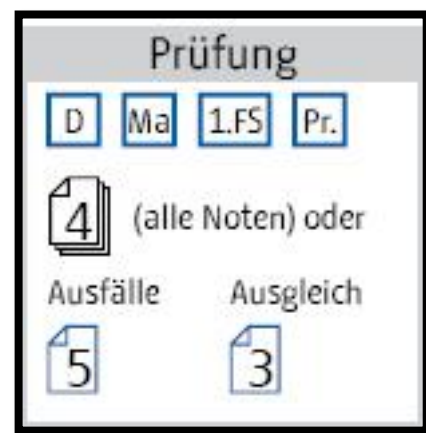 Prüfung
D Ma 1.FS Pr.
4 (alle Noten) oder
Ausfälle Ausgleich
5 3